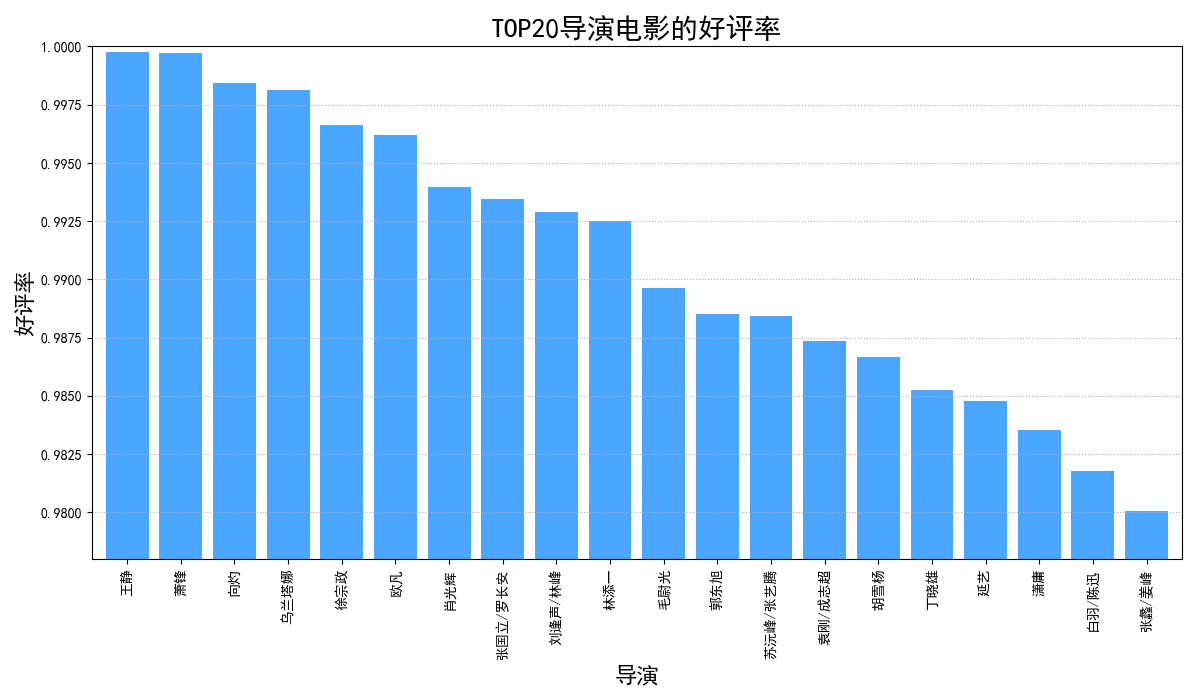 TOP20导演电影的好评率
1.0000
0.9975
0.9950
0.9925
0.9900
0.9875
0.9850
0.9825
0.9800
好评率
王静
萧锋
向灼
乌兰塔娜
徐宗政
欧凡
肖光辉
张国立/罗长安
刘逢声/林峰
林添一
毛尉光
郭东旭
苏沅峰/张艺腾
袁刚/成志超
胡雪杨
丁晓雄
延艺
潇庸
白羽/陈迅
张蠡/姜峰
导演